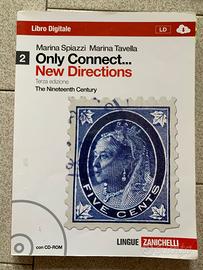 Libro Digitale
LD
Marina Spiazzi Marina Tavella
2
Only Connect...
New Directions
Terza edizione
The Nineteenth Century
FIVE CENTS
con CD-ROM
LINGUE ZANICHELLI